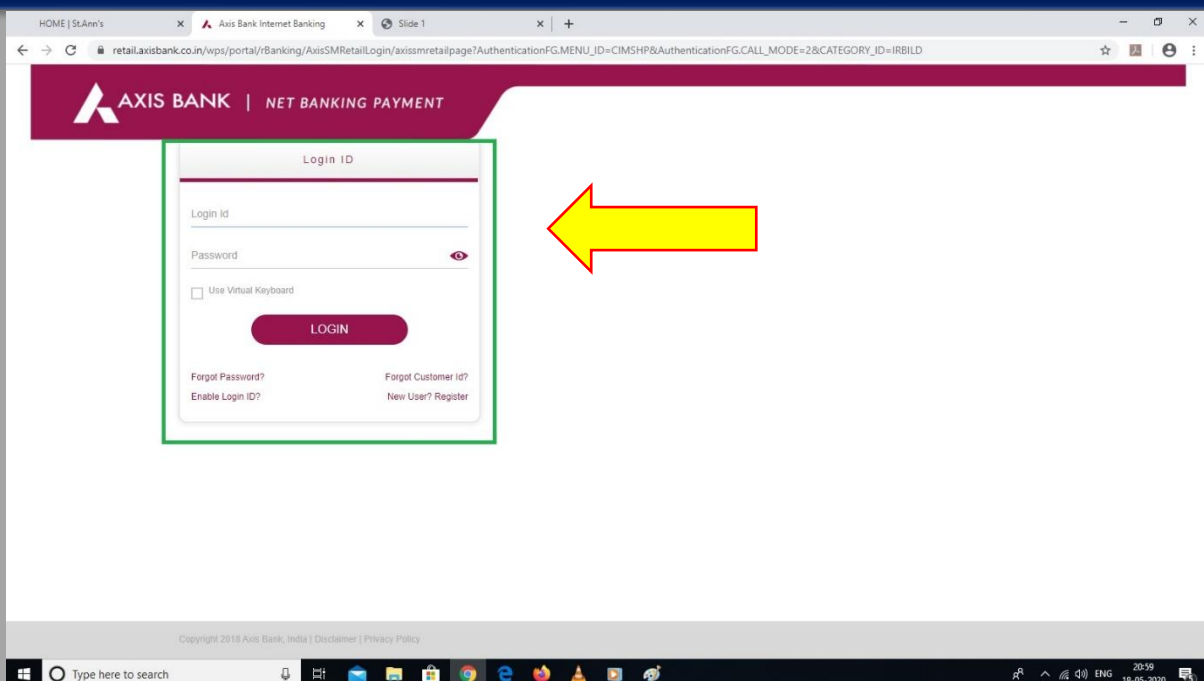 HOME | St.Ann's
Axis Bank Internet Banking
Slide 1
retail.axisbank.co.in/wps/portal/rBanking/AxisSMRetailLogin/axissmretailpage?AuthenticationFG.MENU_ID=CIMSHP&AuthenticationFG.CALL_MODE=2&CATEGORY_ID=IRBILD
AXIS BANK | NET BANKING PAYMENT
Login ID
Login Id
Password
Use Virtual Keyboard
LOGIN
Forgot Password? Forgot Customer Id?
Enable Login ID? New User? Register
Copyright 2018 Axis Bank, India | Disclaimer | Privacy Policy
Type here to search
ENG
20:59
18-05-2020